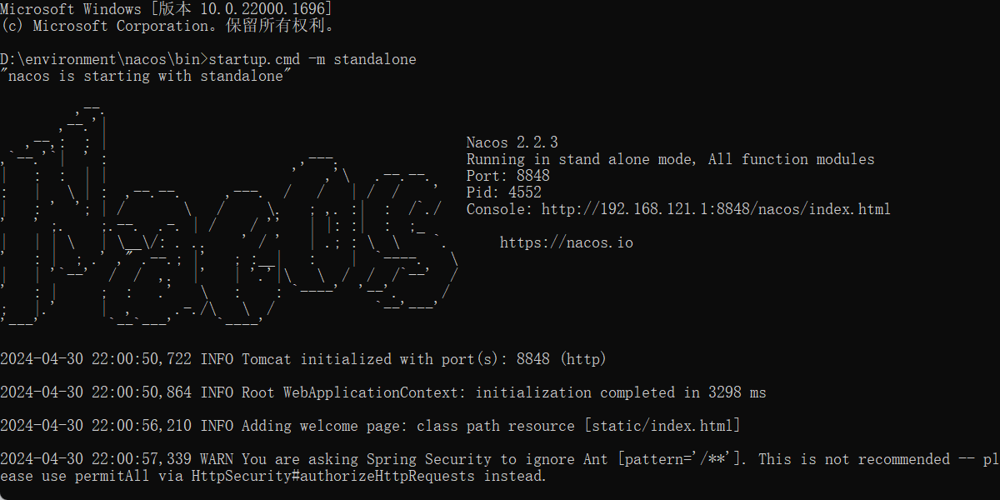 Microsoft Windows [版本 10.0.22000.1696]
(c) Microsoft Corporation。保留所有权利。
D:\environment\nacos\bin>startup.cmd -m standalone
"nacos is starting with standalone"
Nacos 2.2.3
Running in stand alone mode, All function modules
Port: 8848
Pid: 4552
Console: http://192.168.121.1:8848/nacos/index.html
https://nacos.io
2024-04-30 22:00:50,722 INFO Tomcat initialized with port(s): 8848 (http)
2024-04-30 22:00:50,864 INFO Root WebApplicationContext: initialization completed in 3298 ms
2024-04-30 22:00:56,210 INFO Adding welcome page: class path resource [static/index.html]
2024-04-30 22:00:57,339 WARN You are asking Spring Security to ignore Ant [pattern='/**']. This is not recommended -- pl
ease use permitAll via HttpSecurity#authorizeHttpRequests instead.